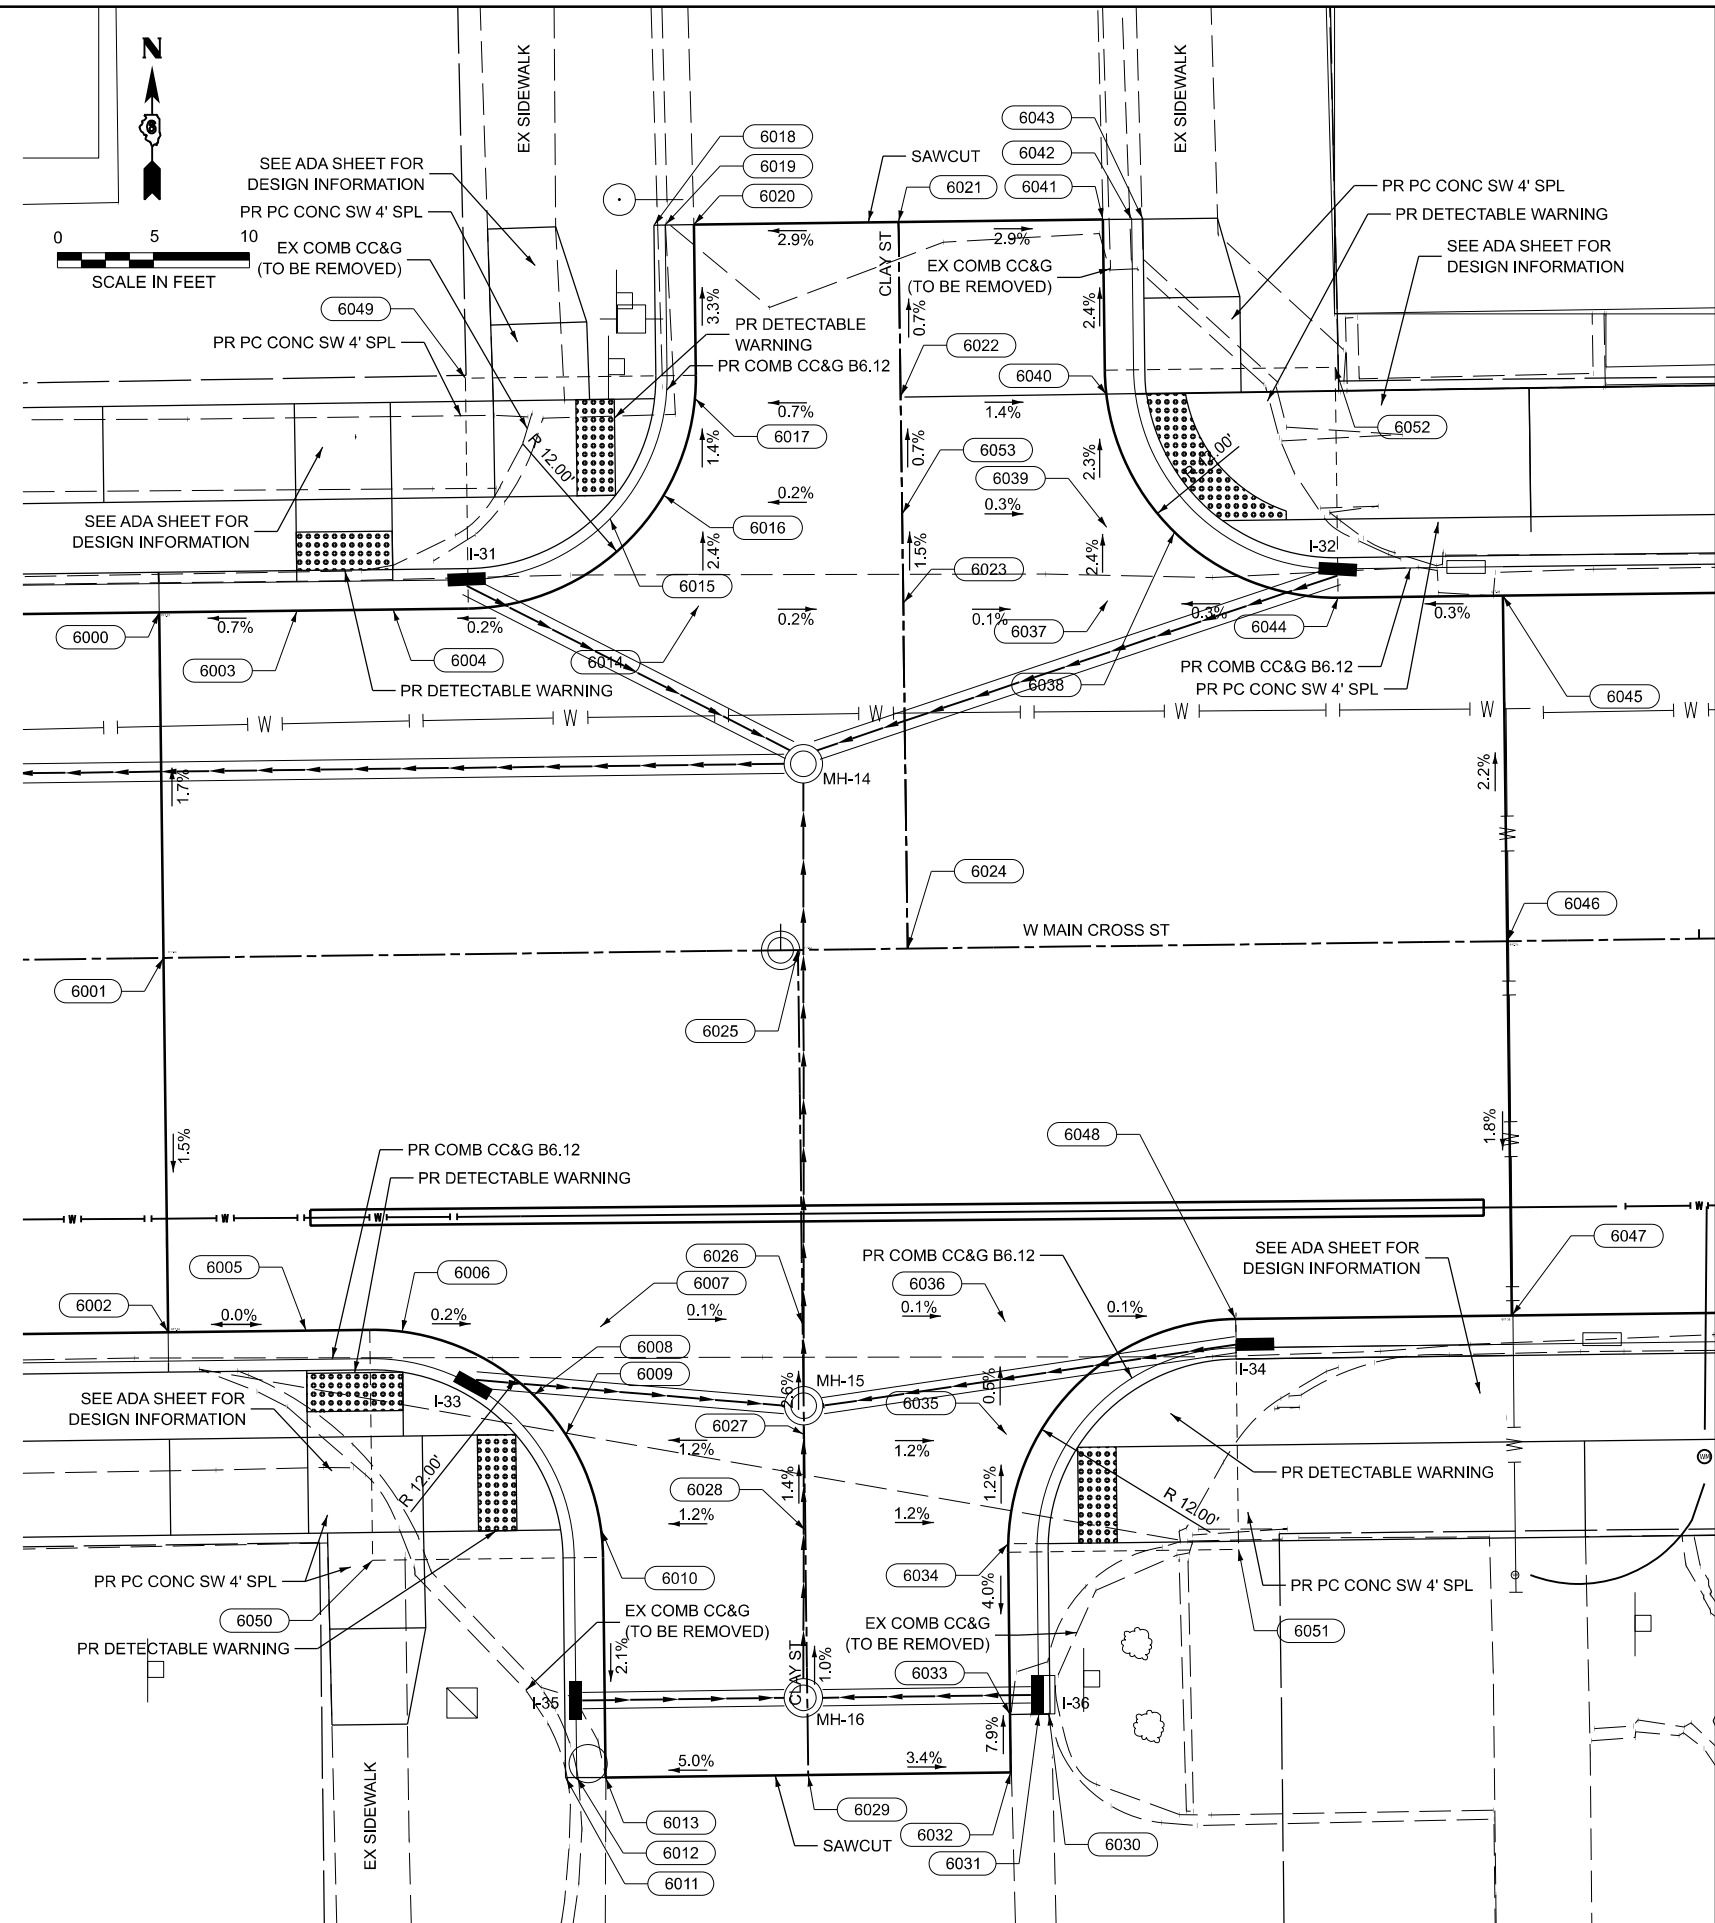 N
6
0 5 10
SCALE IN FEET
SEE ADA SHEET FOR
DESIGN INFORMATION
PR PC CONC SW 4' SPL
EX COMB CC&G
(TO BE REMOVED)
6049
PR PC CONC SW 4' SPL
EX SIDEWALK
6018
6019
6020
SAWCUT
6021
6043
6042
6041
EX SIDEWALK
PR PC CONC SW 4' SPL
PR DETECTABLE WARNING
SEE ADA SHEET FOR
DESIGN INFORMATION
2.9%
2.9%
CLAY ST
EX COMB CC&G
(TO BE REMOVED)
3.3%
0.7%
2.4%
PR DETECTABLE
WARNING
PR COMB CC&G B6.12
6022
6040
0.7%
1.4%
6017
1.4%
0.7%
6053
2.3%
6052
R 12.00'
6039
0.2%
0.3%
6016
SEE ADA SHEET FOR
DESIGN INFORMATION
I-31
2.4%
1.5%
2.4%
I-32
6015
6023
6000
0.7%
0.2%
0.2%
0.1%
0.3%
0.3%
6003
6004
6014
6037
6044
6038
PR DETECTABLE WARNING
PR COMB CC&G B6.12
PR PC CONC SW 4' SPL
6045
W W W W W W
1.7%
MH-14
2.2%
W
6024
6046
W MAIN CROSS ST
6001
6025
1.5%
6048
1.8%
W
PR COMB CC&G B6.12
PR DETECTABLE WARNING
W W W W
6005
6006
6026
6007
PR COMB CC&G B6.12
6036
SEE ADA SHEET FOR
DESIGN INFORMATION
6047
6002
0.0%
0.2%
0.1%
0.1%
0.1%
6008
6009
I-33
MH-15
2.6%
0.5%
I-34
SEE ADA SHEET FOR
DESIGN INFORMATION
6027
6035
1.2%
1.2%
W
WM
R 12.00'
6028
1.4%
1.2%
PR DETECTABLE WARNING
R 12.00'
1.2%
1.2%
PR PC CONC SW 4' SPL
6010
6034
4.0%
PR PC CONC SW 4' SPL
6050
EX COMB CC&G
(TO BE REMOVED)
EX COMB CC&G
(TO BE REMOVED)
6051
PR DETECTABLE WARNING
2.1%
CLAY ST
1.0%
6033
I-35
MH-16
I-36
7.9%
5.0%
3.4%
EX SIDEWALK
6013
6012
6011
6029
SAWCUT
6032
6031
6030